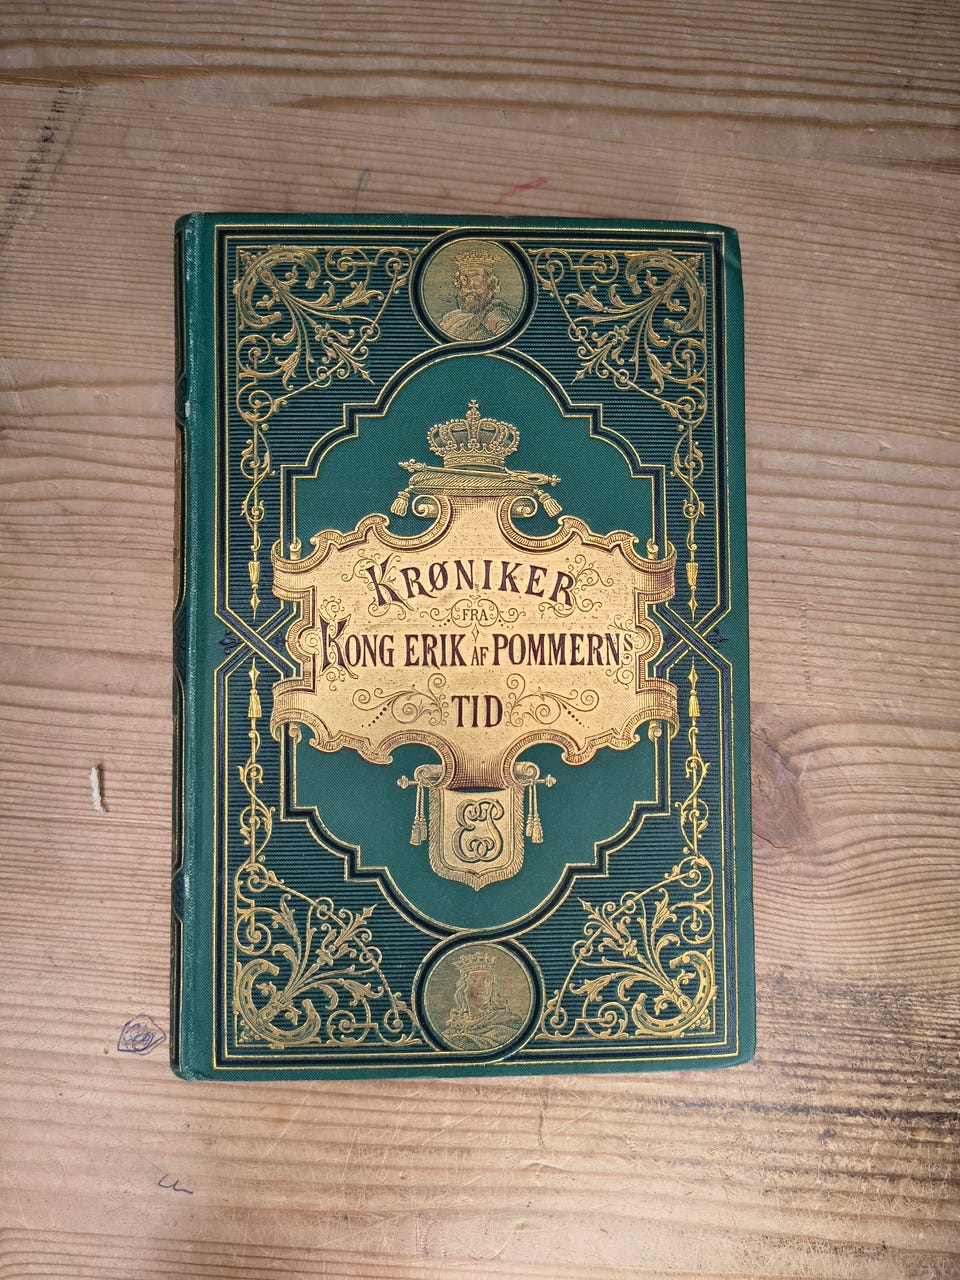 KRØNIKER
FRA
KONG ERIK AF POMMERNS
TID